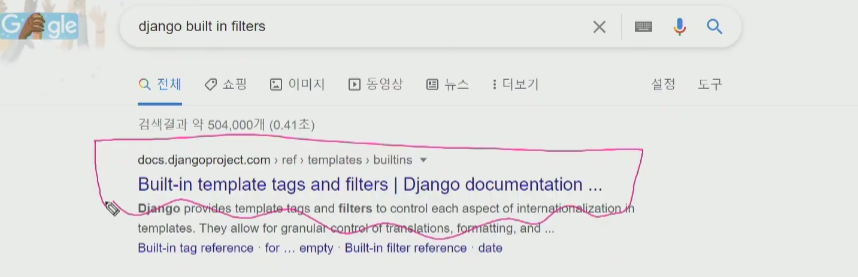 Google
django built in filters
전체 쇼핑 이미지 동영상 뉴스 더보기 설정 도구
검색결과 약 504,000개 (0.41초)
docs.djangoproject.com › ref › templates › builtins
Built-in template tags and filters | Django documentation ...
Django provides template tags and filters to control each aspect of internationalization in
templates. They allow for granular control of translations, formatting, and ...
Built-in tag reference · for ... empty · Built-in filter reference · date